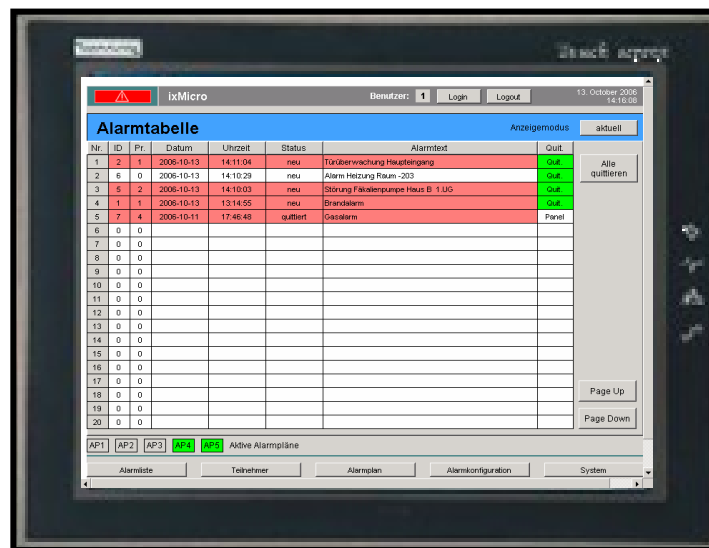 ixMicro Benutzer: 1 Login Logout 13. October 2006 14:16:08
Alarmtabelle Anzeigemodus aktuell
Nr. ID Pr. Datum Uhrzeit Status Alarmtext Quit.
1 2 1 2006-10-13 14:11:04 neu Türüberwachung Haupteingang Quit.
2 6 0 2006-10-13 14:10:29 neu Alarm Heizung Raum -203 Quit.
3 5 2 2006-10-13 14:10:03 neu Störung Fäkalienpumpe Haus B 1.UG Quit.
4 1 1 2006-10-13 13:14:55 neu Brandalarm Quit.
5 7 4 2006-10-11 17:46:48 quittiert Gasalarm Panel
6 0 0
7 0 0
8 0 0
9 0 0
10 0 0
11 0 0
12 0 0
13 0 0
14 0 0
15 0 0
16 0 0
17 0 0
18 0 0
19 0 0
20 0 0
Alle
quittieren
Page Up
Page Down
AP1 AP2 AP3 AP4 AP5 Aktive Alarmpläne
Alarmliste Teilnehmer Alarmplan Alarmkonfiguration System